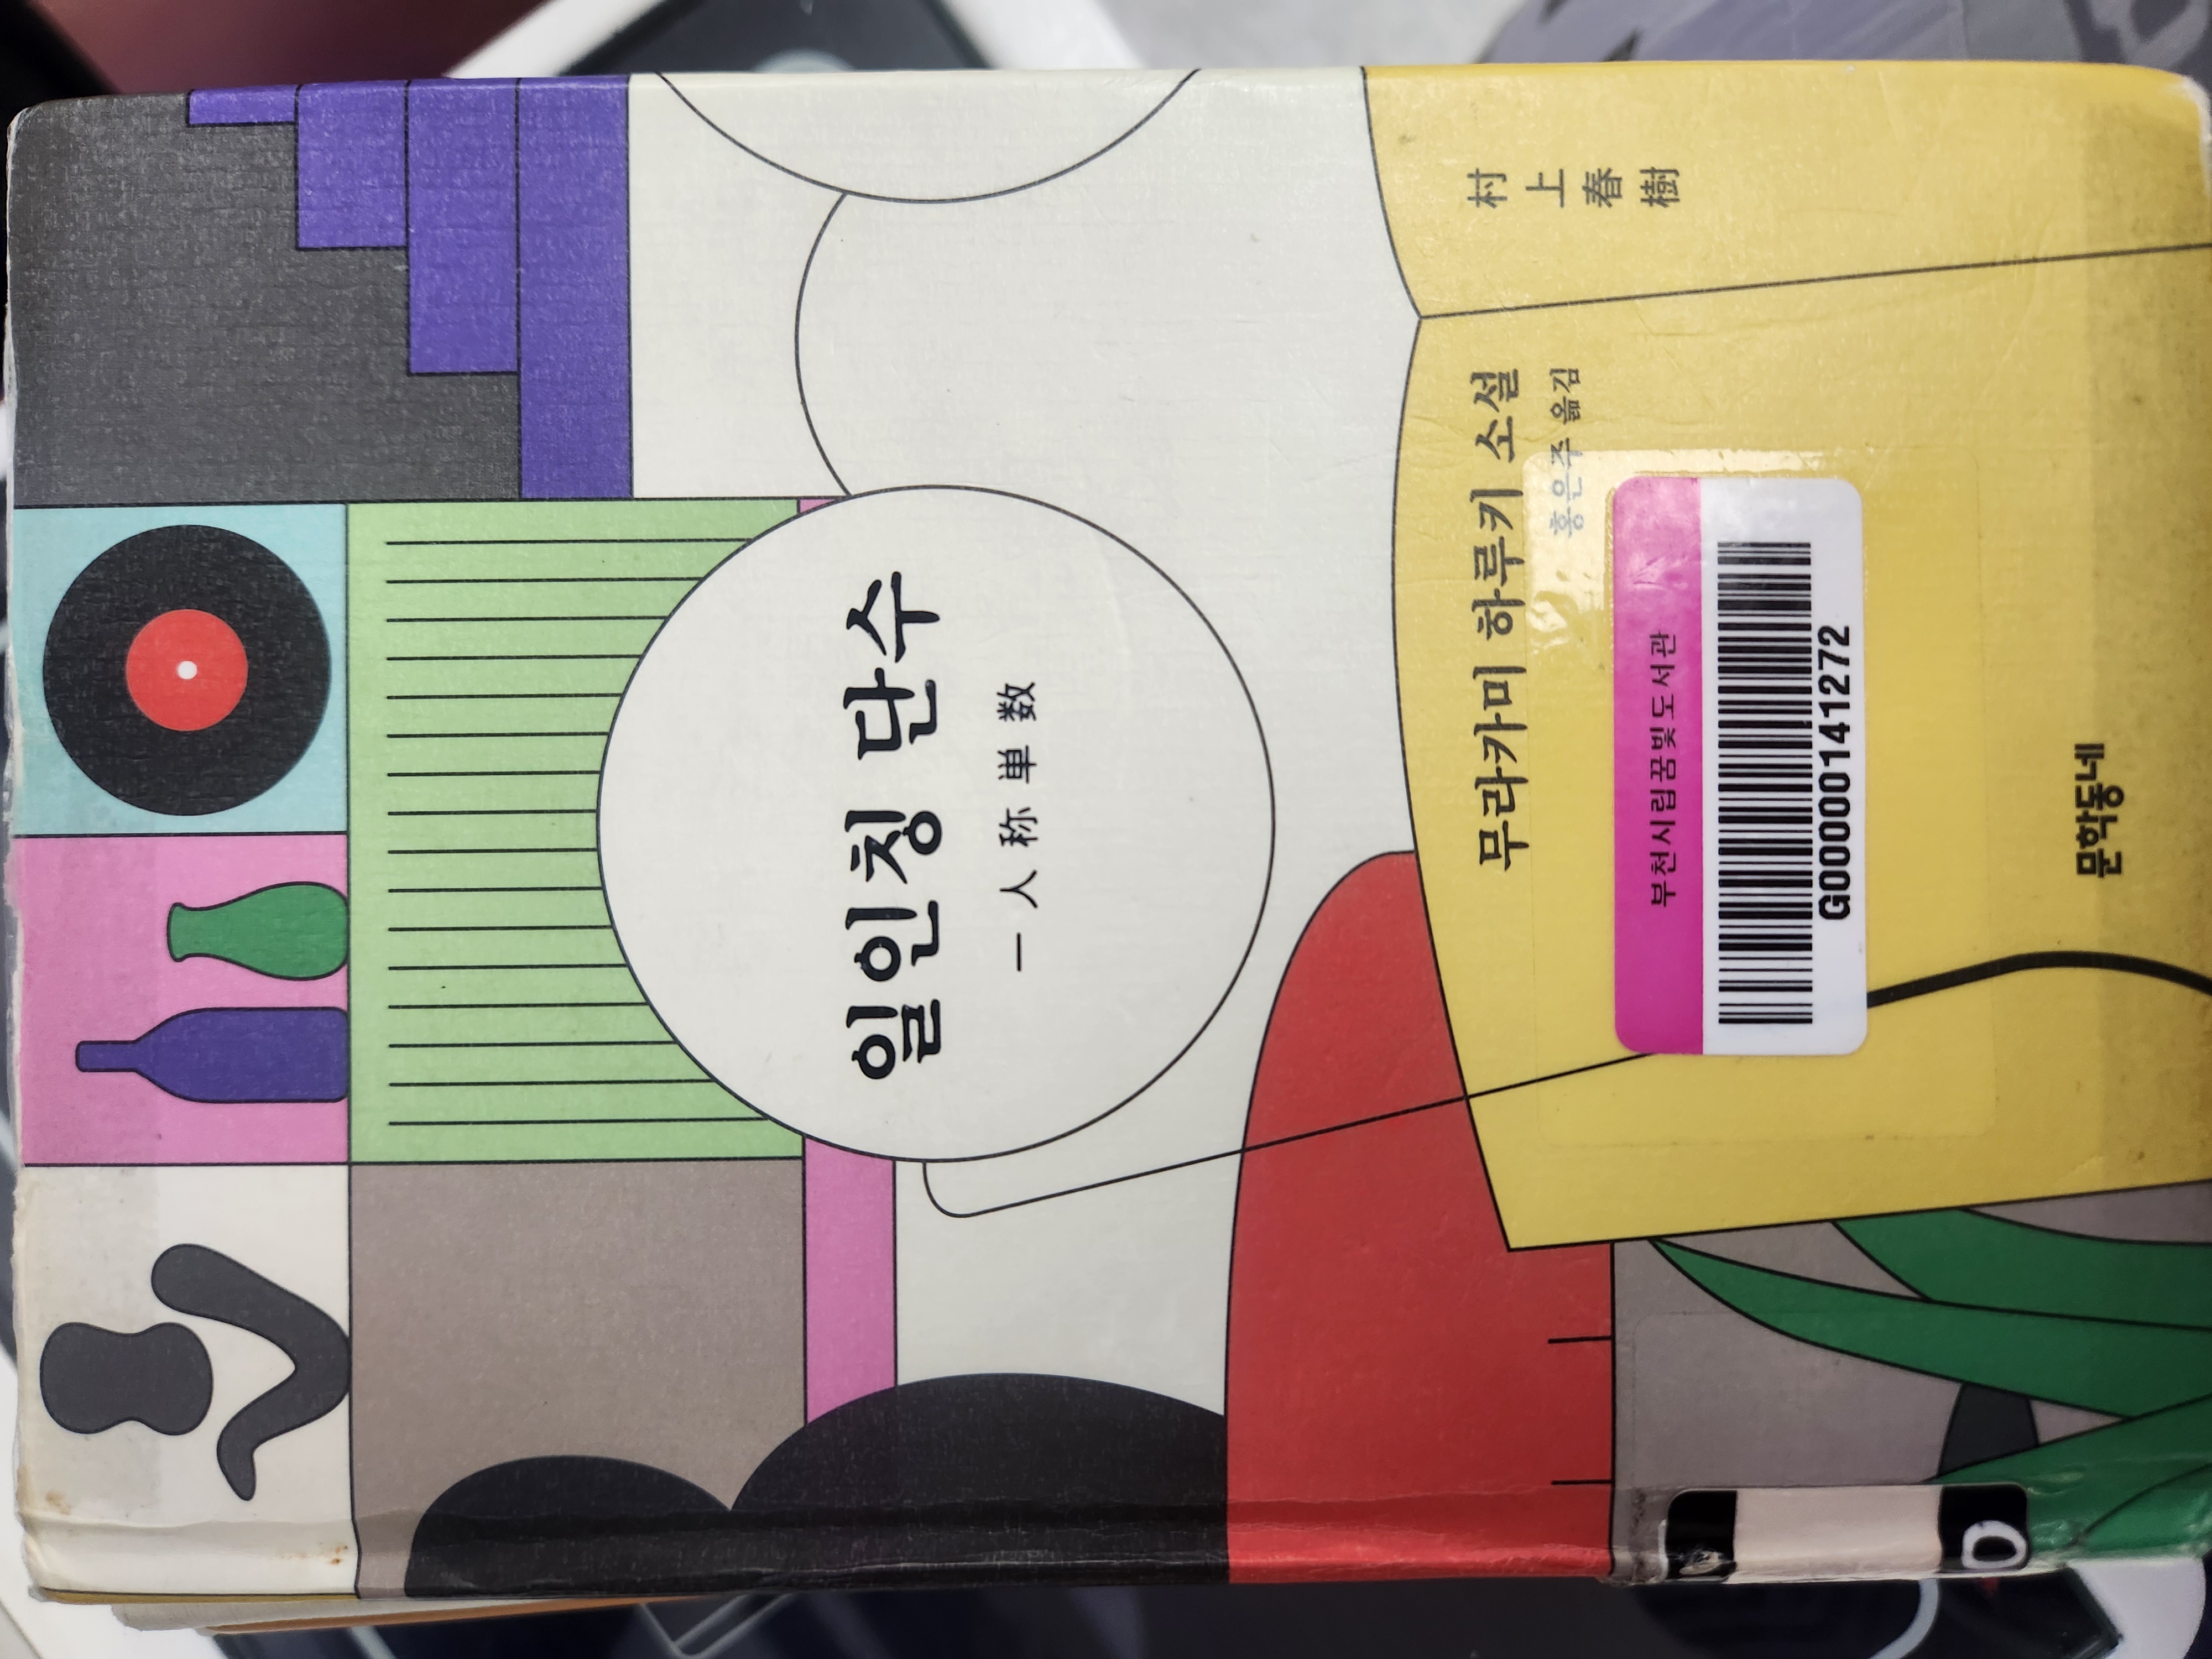 일인칭 단수
一人称単数
村上春樹
무라카미 하루키 소설
홍은주 옮김
부천시립꿈빛도서관
G000000141272
문학동네